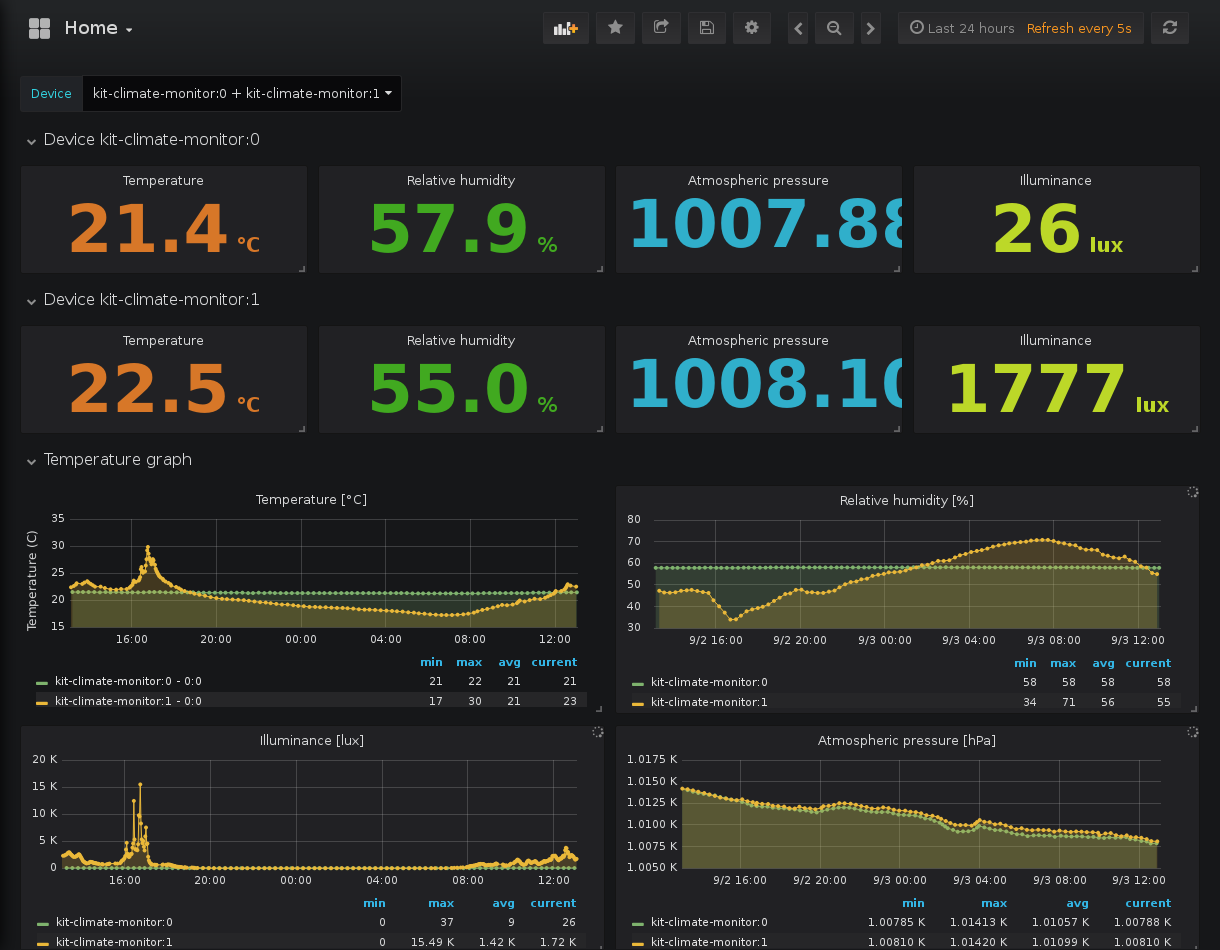 Home
Last 24 hours Refresh every 5s
Device kit-climate-monitor:0 + kit-climate-monitor:1
Device kit-climate-monitor:0
Temperature Relative humidity Atmospheric pressure Illuminance
21.4 °C 57.9 % 1007.88 26 lux
Device kit-climate-monitor:1
Temperature Relative humidity Atmospheric pressure Illuminance
22.5 °C 55.0 % 1008.10 1777 lux
Temperature graph
Temperature [°C]
Temperature (C)
35
30
25
20
15
16:00 20:00 00:00 04:00 08:00 12:00
min max avg current
kit-climate-monitor:0 - 0:0 21 22 21 21
kit-climate-monitor:1 - 0:0 17 30 21 23
Relative humidity [%]
80
70
60
50
40
30
9/2 16:00 9/2 20:00 9/3 00:00 9/3 04:00 9/3 08:00 9/3 12:00
min max avg current
kit-climate-monitor:0 58 58 58 58
kit-climate-monitor:1 34 71 56 55
Illuminance [lux]
20 K
15 K
10 K
5 K
0
16:00 20:00 00:00 04:00 08:00 12:00
min max avg current
kit-climate-monitor:0 0 37 9 26
kit-climate-monitor:1 0 15.49 K 1.42 K 1.72 K
Atmospheric pressure [hPa]
1.0175 K
1.0150 K
1.0125 K
1.0100 K
1.0075 K
1.0050 K
9/2 16:00 9/2 20:00 9/3 00:00 9/3 04:00 9/3 08:00 9/3 12:00
min max avg current
kit-climate-monitor:0 1.00785 K 1.01413 K 1.01057 K 1.00788 K
kit-climate-monitor:1 1.00810 K 1.01420 K 1.01099 K 1.00810 K